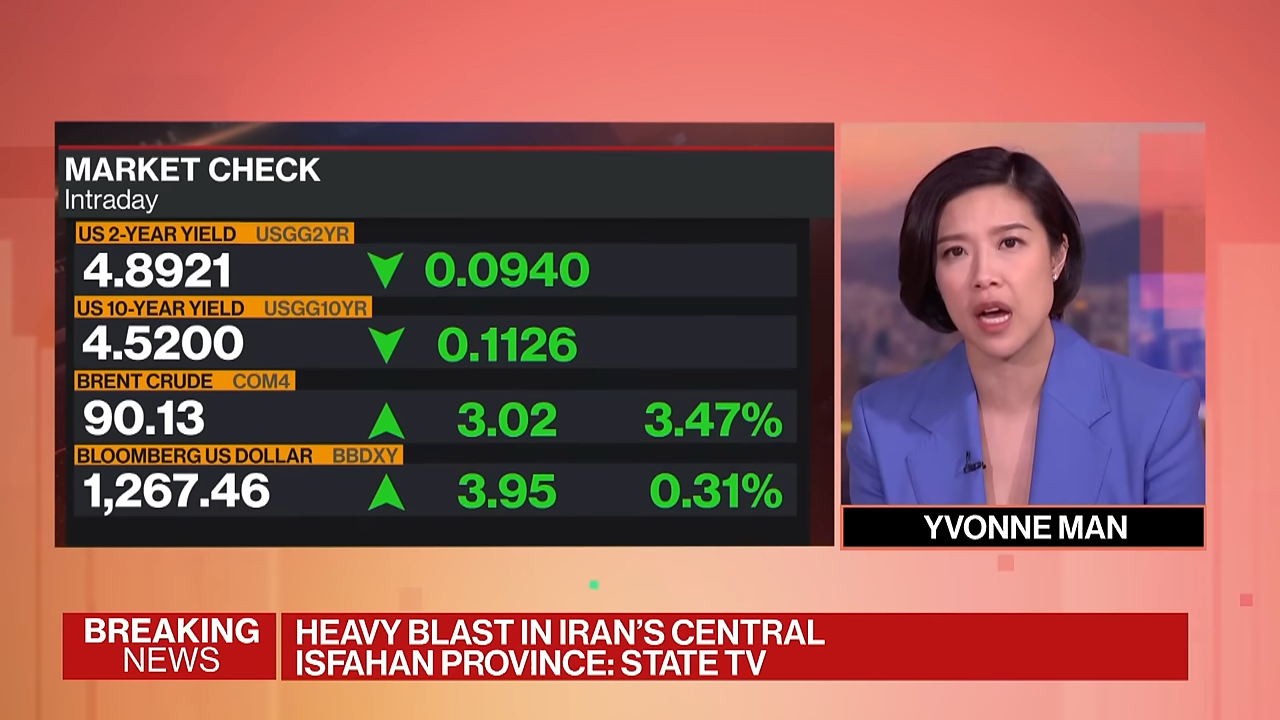 MARKET CHECK
Intraday
US 2-YEAR YIELD USGG2YR
4.8921 ▼ 0.0940
US 10-YEAR YIELD USGG10YR
4.5200 ▼ 0.1126
BRENT CRUDE COM4
90.13 ▲ 3.02 3.47%
BLOOMBERG US DOLLAR BBDXY
1,267.46 ▲ 3.95 0.31%
YVONNE MAN
BREAKING
NEWS
HEAVY BLAST IN IRAN'S CENTRAL
ISFAHAN PROVINCE: STATE TV